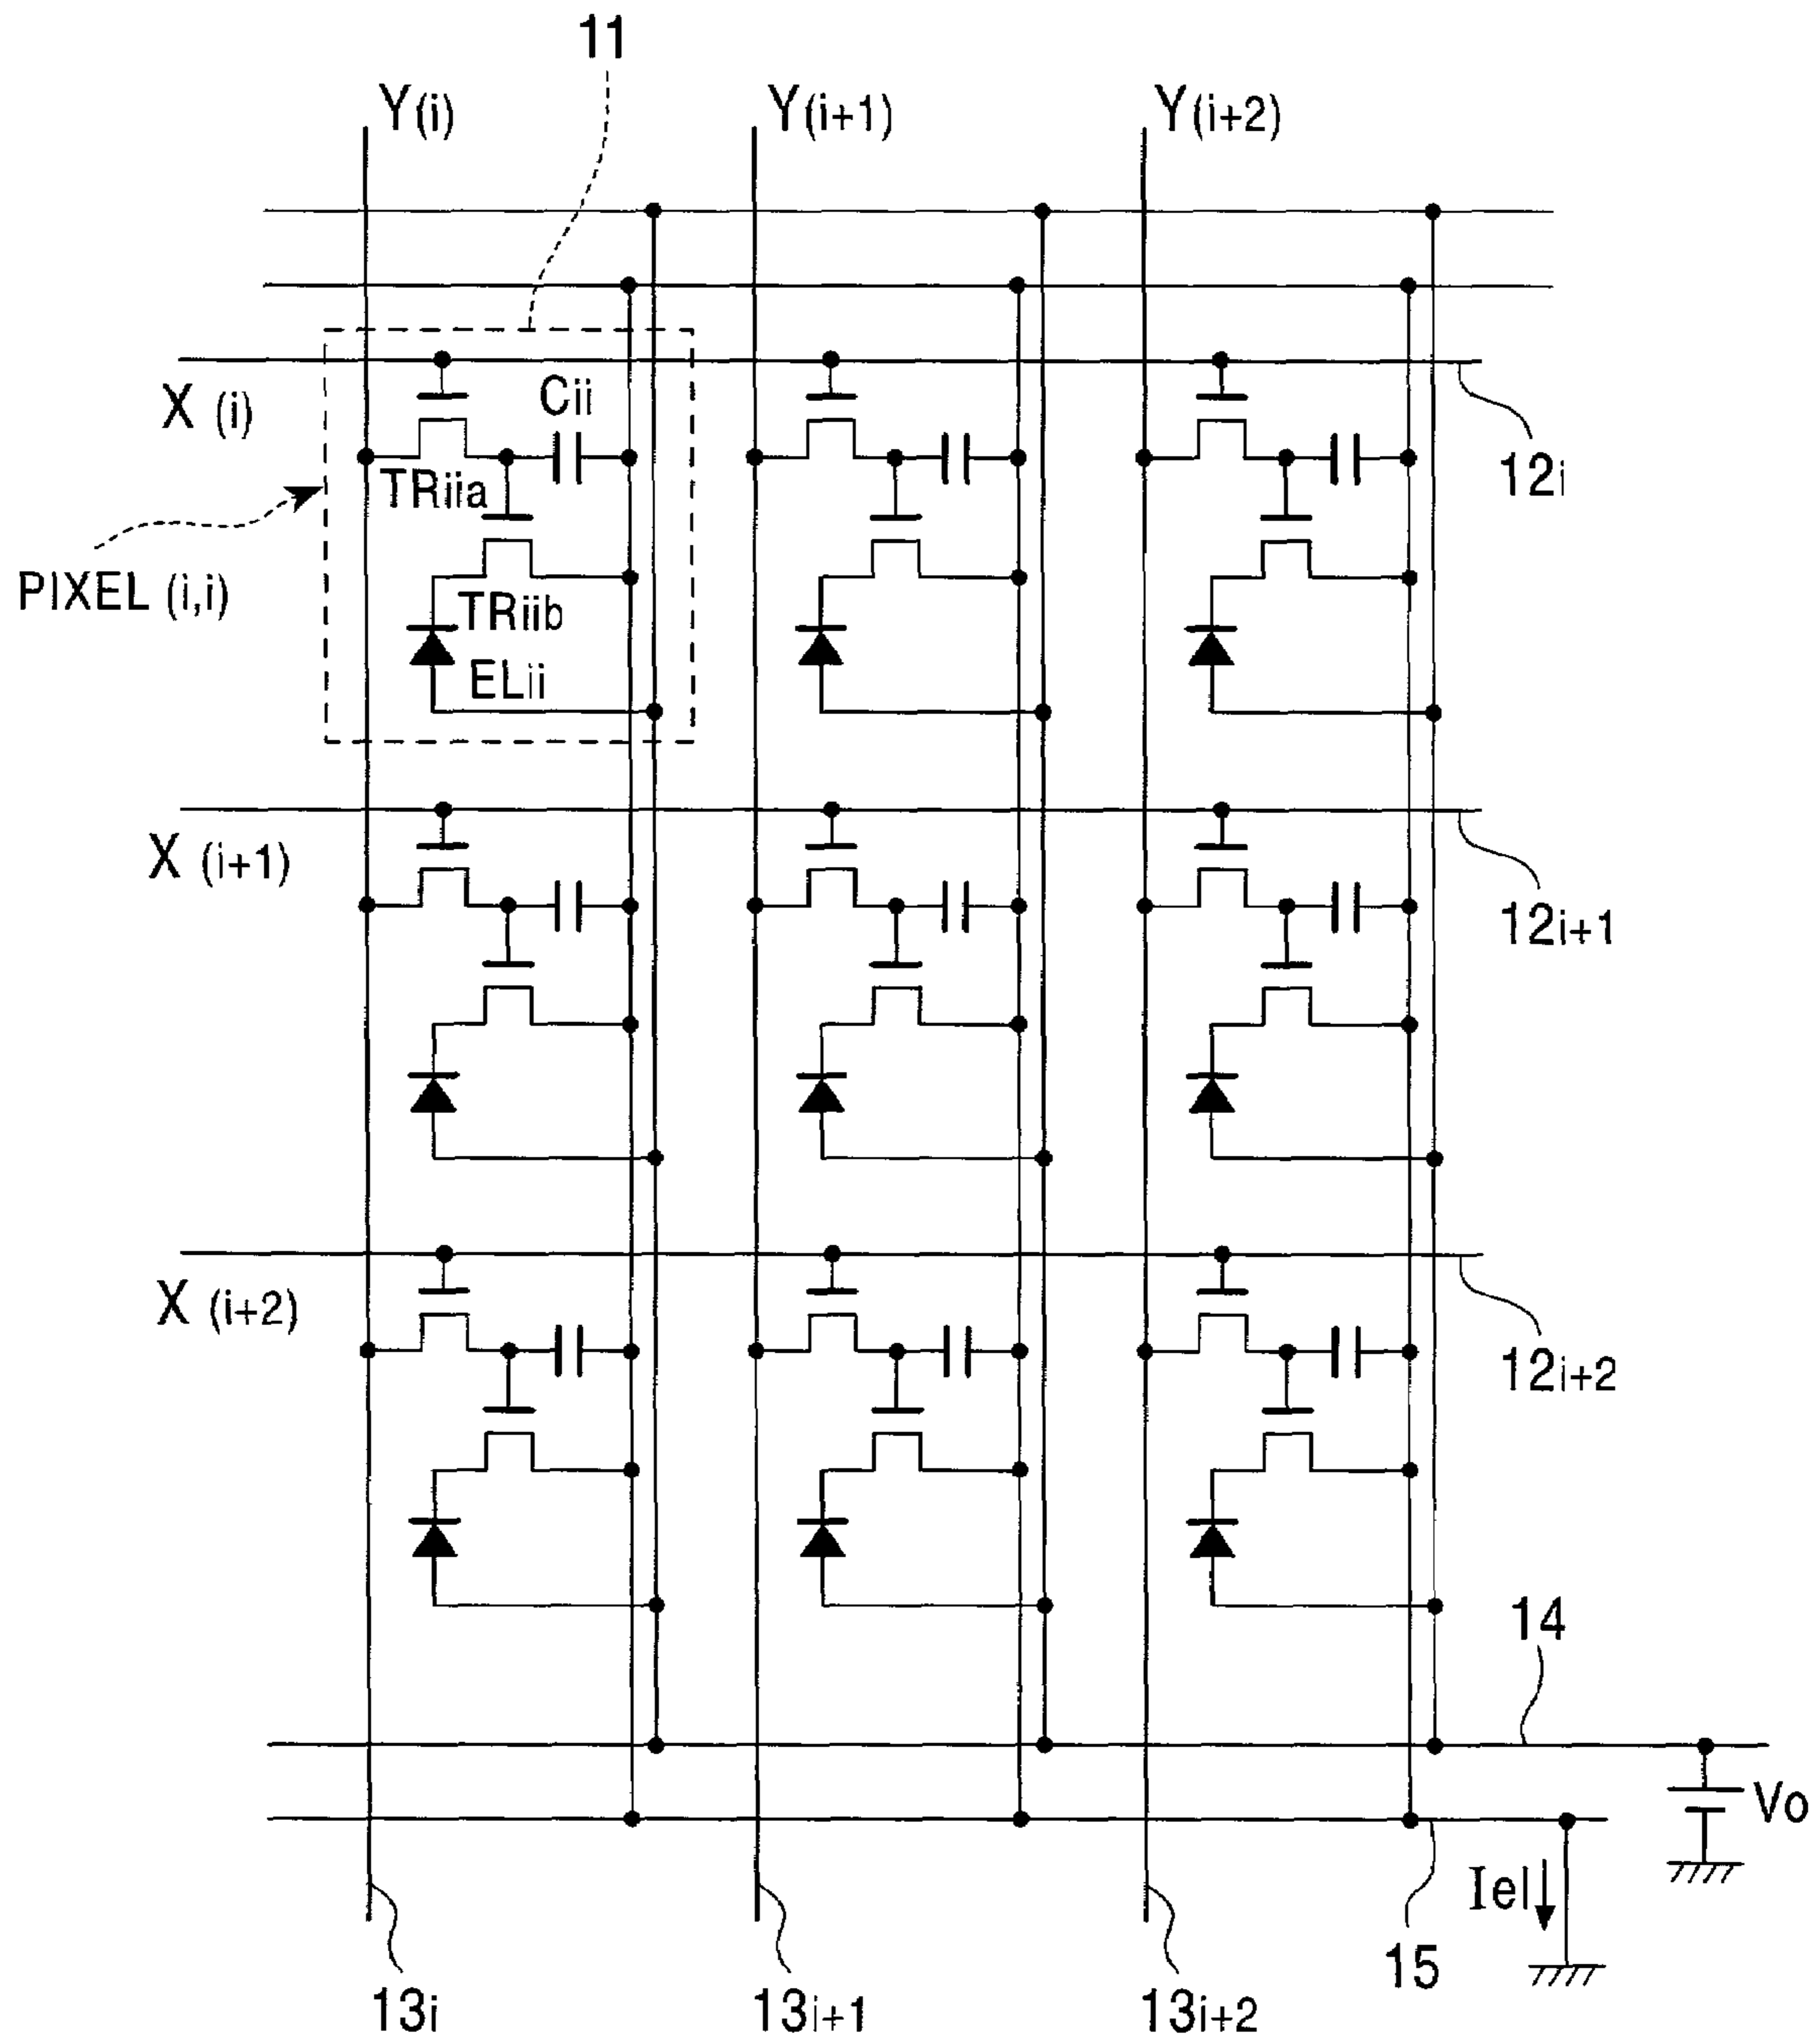 11
Y(i)
Y(i+1)
Y(i+2)
X (i)
Cii
TRiia
12i
PIXEL (i,i)
TRiib
ELii
X (i+1)
12i+1
X (i+2)
12i+2
14
Vo
Iel
15
13i
13i+1
13i+2